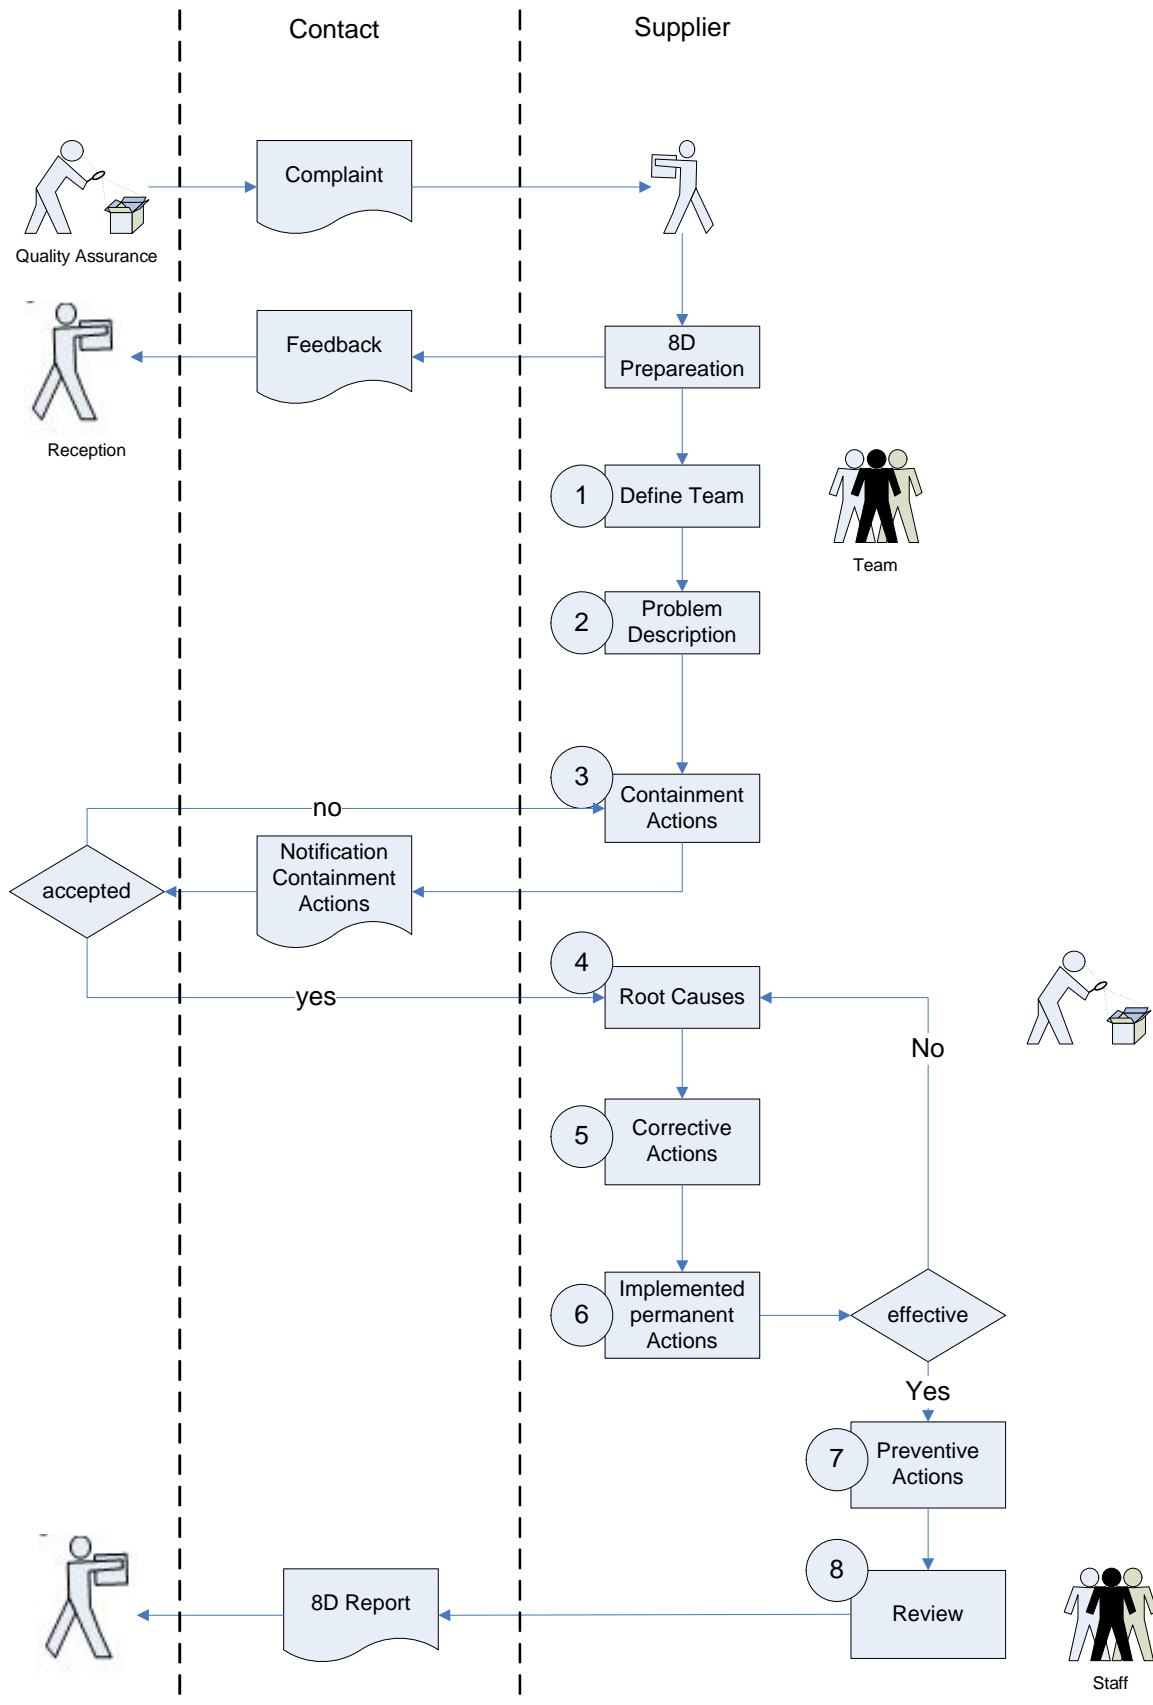 Contact
Supplier
Complaint
Quality Assurance
Feedback
8D
Prepareation
Reception
1
Define Team
Team
2
Problem
Description
3
Containment
Actions
no
Notification
Containment
Actions
accepted
4
Root Causes
yes
No
5
Corrective
Actions
6
Implemented
permanent
Actions
effective
Yes
7
Preventive
Actions
8
Review
8D Report
Staff